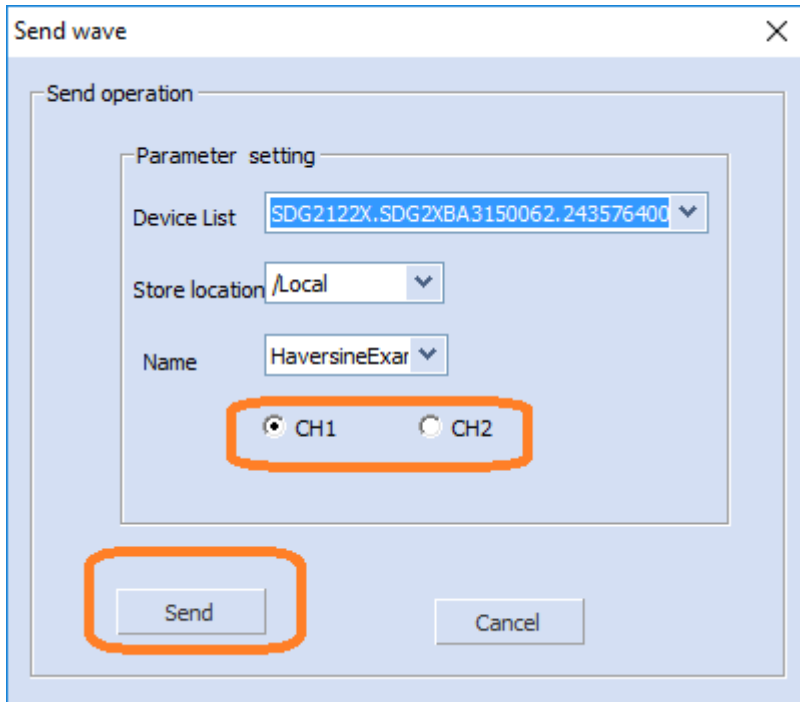 Send wave
Send operation
Parameter setting
Device List SDG2122X.SDG2XBA3150062.243576400
Store location /Local
Name HaversineExar
CH1 CH2
Send Cancel